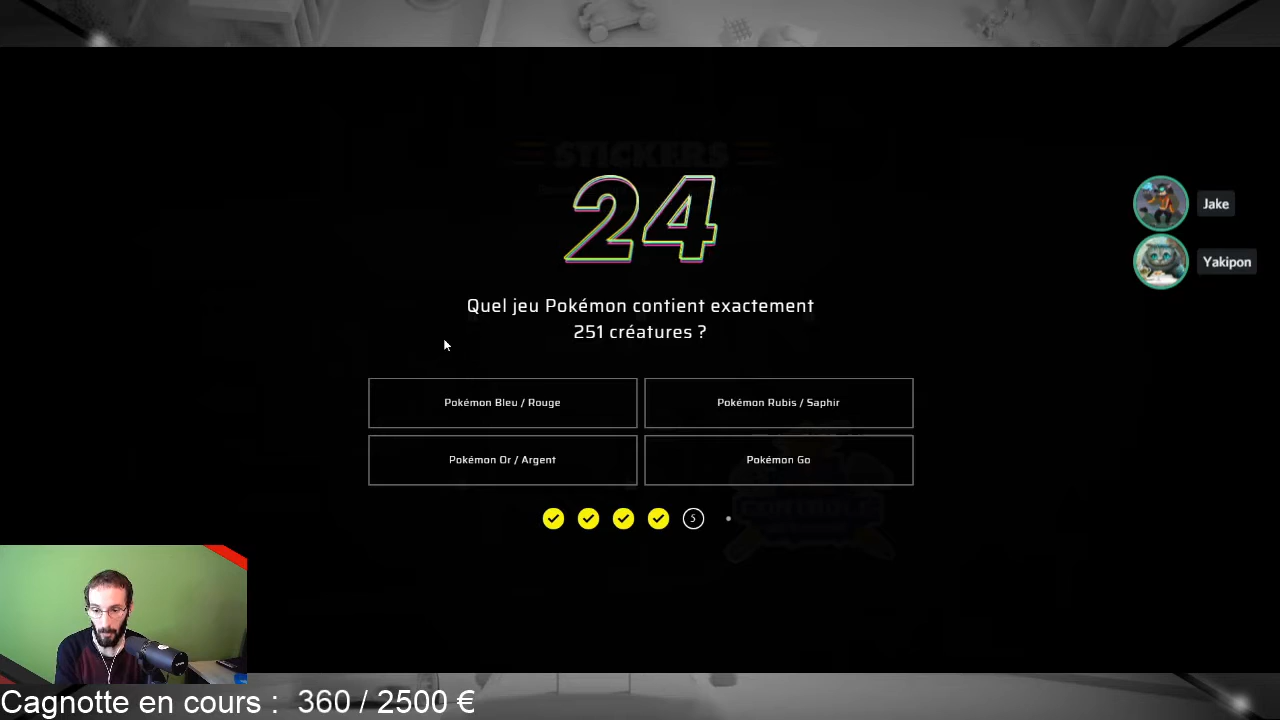 STICKERS
24
Jake
Yakipon
Quel jeu Pokémon contient exactement
251 créatures ?
Pokémon Bleu / Rouge
Pokémon Rubis / Saphir
Pokémon Or / Argent
Pokémon Go
5
Cagnotte en cours : 360 / 2500 €